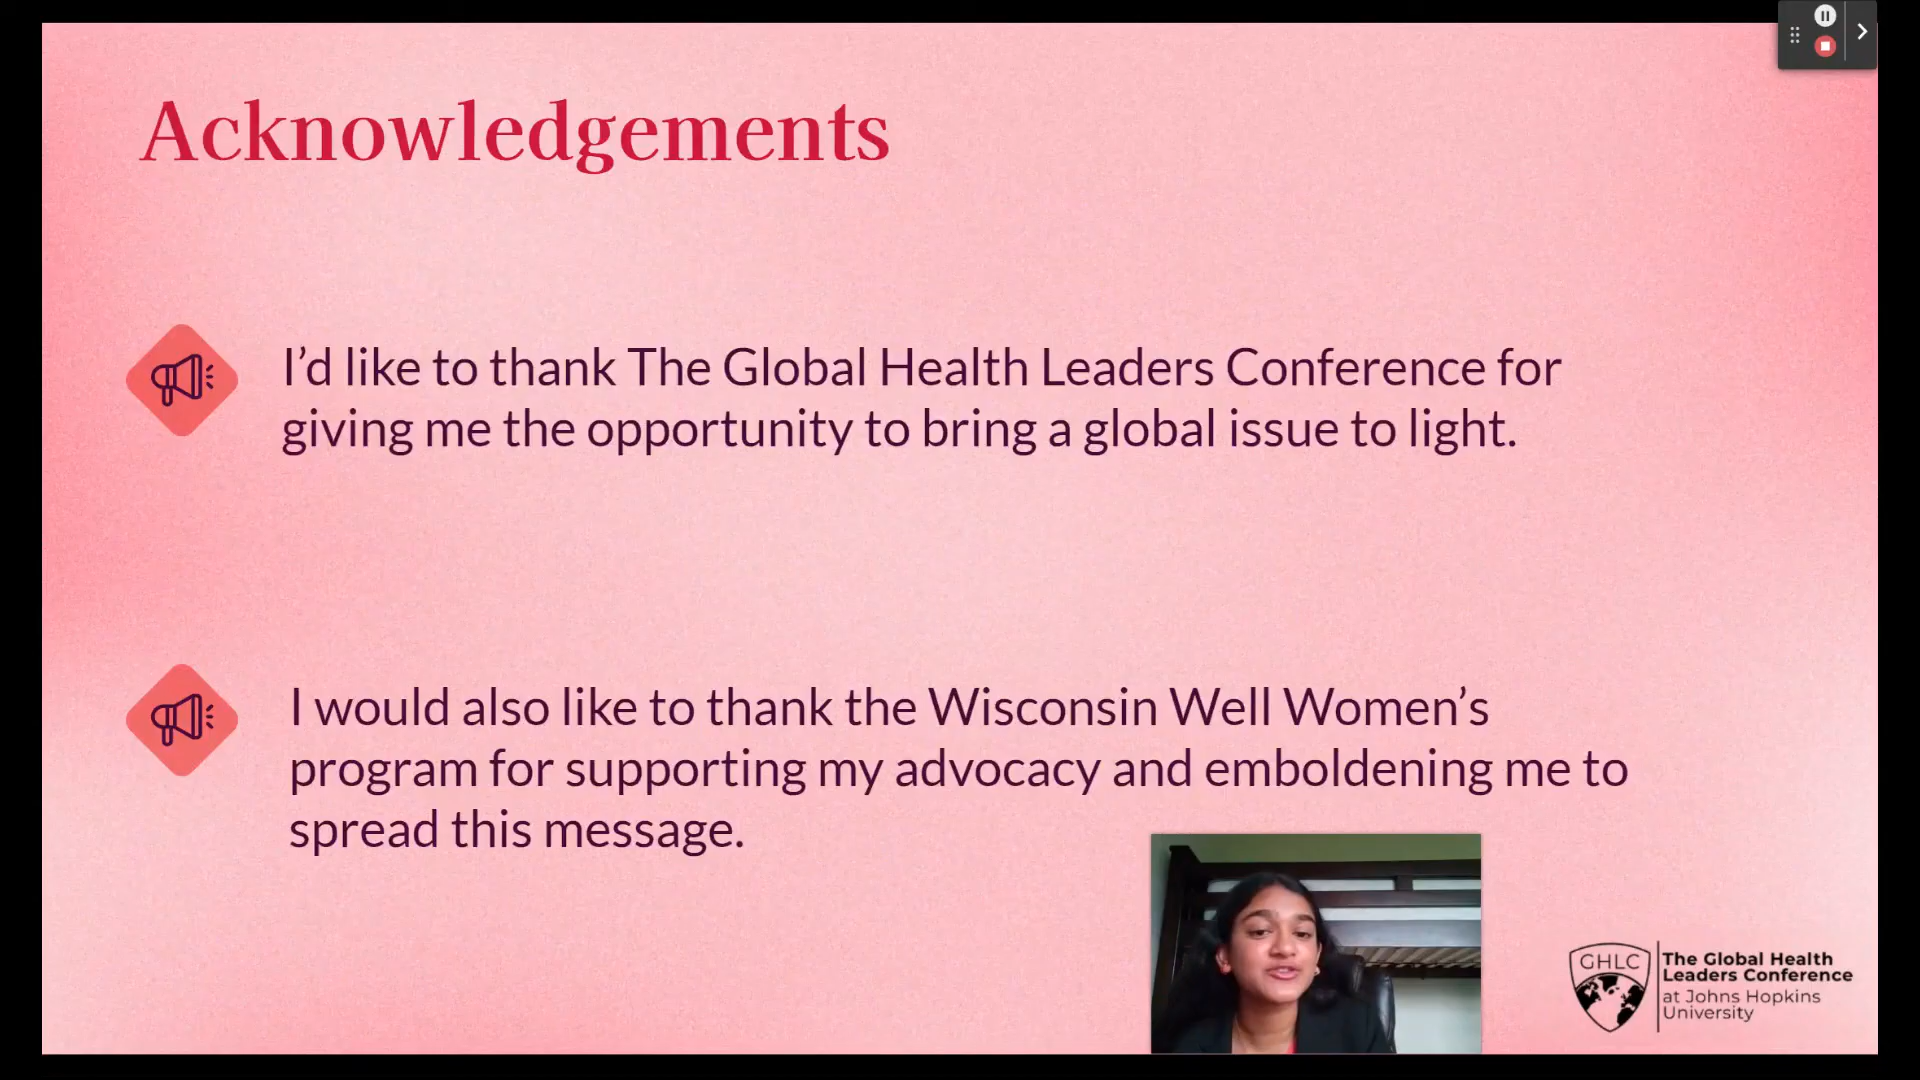 Acknowledgements
I’d like to thank The Global Health Leaders Conference for
giving me the opportunity to bring a global issue to light.
I would also like to thank the Wisconsin Well Women’s
program for supporting my advocacy and emboldening me to
spread this message.
GHLC
The Global Health
Leaders Conference
at Johns Hopkins
University